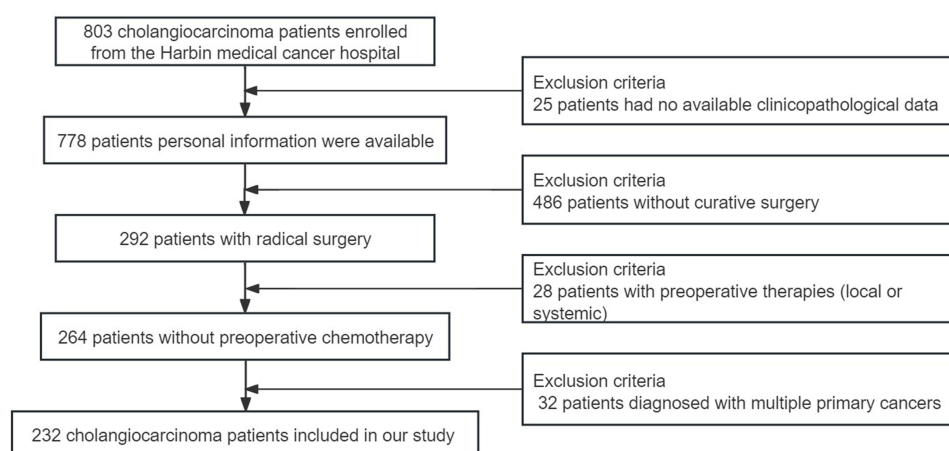 803 cholangiocarcinoma patients enrolled
from the Harbin medical cancer hospital
Exclusion criteria
25 patients had no available clinicopathological data
778 patients personal information were available
Exclusion criteria
486 patients without curative surgery
292 patients with radical surgery
Exclusion criteria
28 patients with preoperative therapies (local or
systemic)
264 patients without preoperative chemotherapy
Exclusion criteria
32 patients diagnosed with multiple primary cancers
232 cholangiocarcinoma patients included in our study